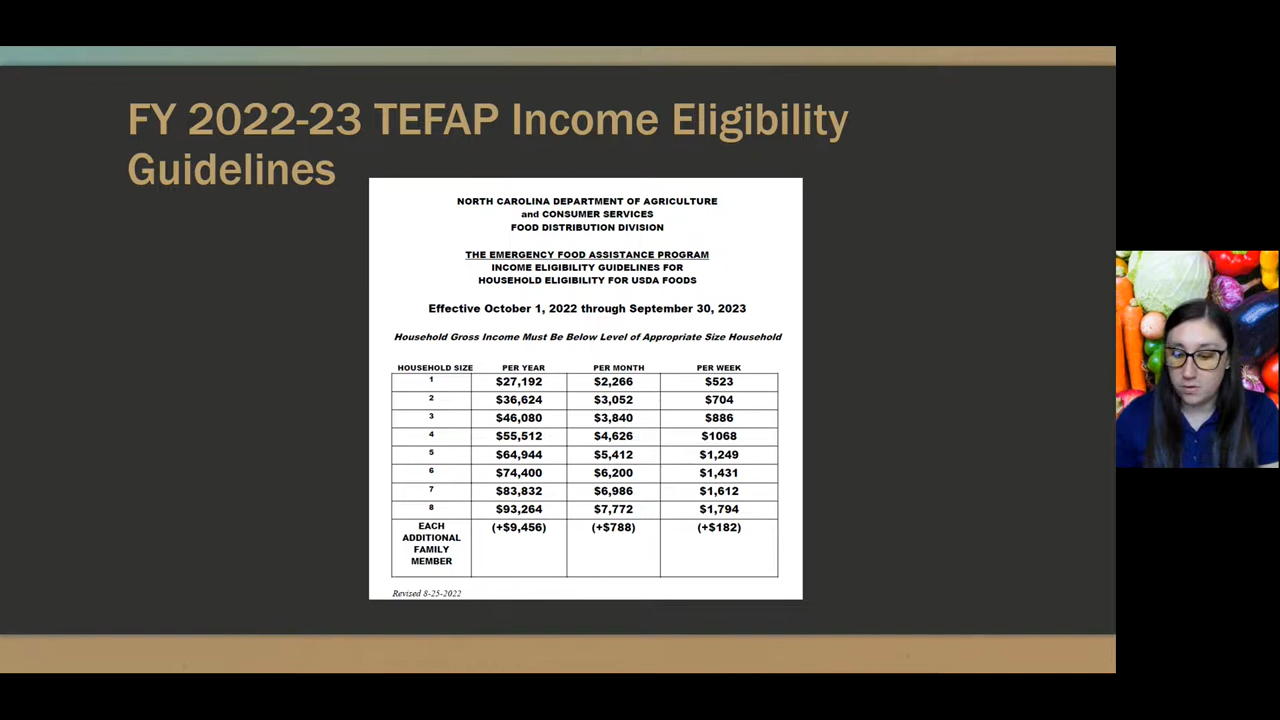 FY 2022-23 TEFAP Income Eligibility
Guidelines
NORTH CAROLINA DEPARTMENT OF AGRICULTURE
and CONSUMER SERVICES
FOOD DISTRIBUTION DIVISION
THE EMERGENCY FOOD ASSISTANCE PROGRAM
INCOME ELIGIBILITY GUIDELINES FOR
HOUSEHOLD ELIGIBILITY FOR USDA FOODS
Effective October 1, 2022 through September 30, 2023
Household Gross Income Must Be Below Level of Appropriate Size Household
HOUSEHOLD SIZE PER YEAR PER MONTH PER WEEK
1 $27,192 $2,266 $523
2 $36,624 $3,052 $704
3 $46,080 $3,840 $886
4 $55,512 $4,626 $1068
5 $64,944 $5,412 $1,249
6 $74,400 $6,200 $1,431
7 $83,832 $6,986 $1,612
8 $93,264 $7,772 $1,794
EACH (+$9,456) (+$788) (+$182)
ADDITIONAL
FAMILY
MEMBER
Revised 8-25-2022